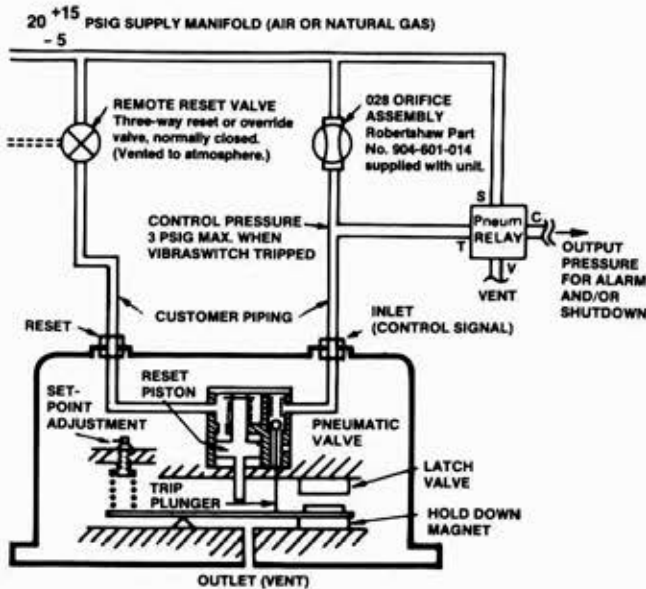 20 +15 - 5 PSIG SUPPLY MANIFOLD (AIR OR NATURAL GAS)
REMOTE RESET VALVE
Three-way reset or override
valve, normally closed.
(Vented to atmosphere.)
028 ORIFICE
ASSEMBLY
Robertshaw Part
No. 904-601-014
supplied with unit.
S
Pneum
RELAY
C
T
V
VENT
OUTPUT
PRESSURE
FOR ALARM
AND/OR
SHUTDOWN
CONTROL PRESSURE
3 PSIG MAX. WHEN
VIBRASWITCH TRIPPED
CUSTOMER PIPING
RESET
INLET
(CONTROL SIGNAL)
RESET
PISTON
SET-
POINT
ADJUSTMENT
PNEUMATIC
VALVE
TRIP
PLUNGER
LATCH
VALVE
HOLD DOWN
MAGNET
OUTLET (VENT)